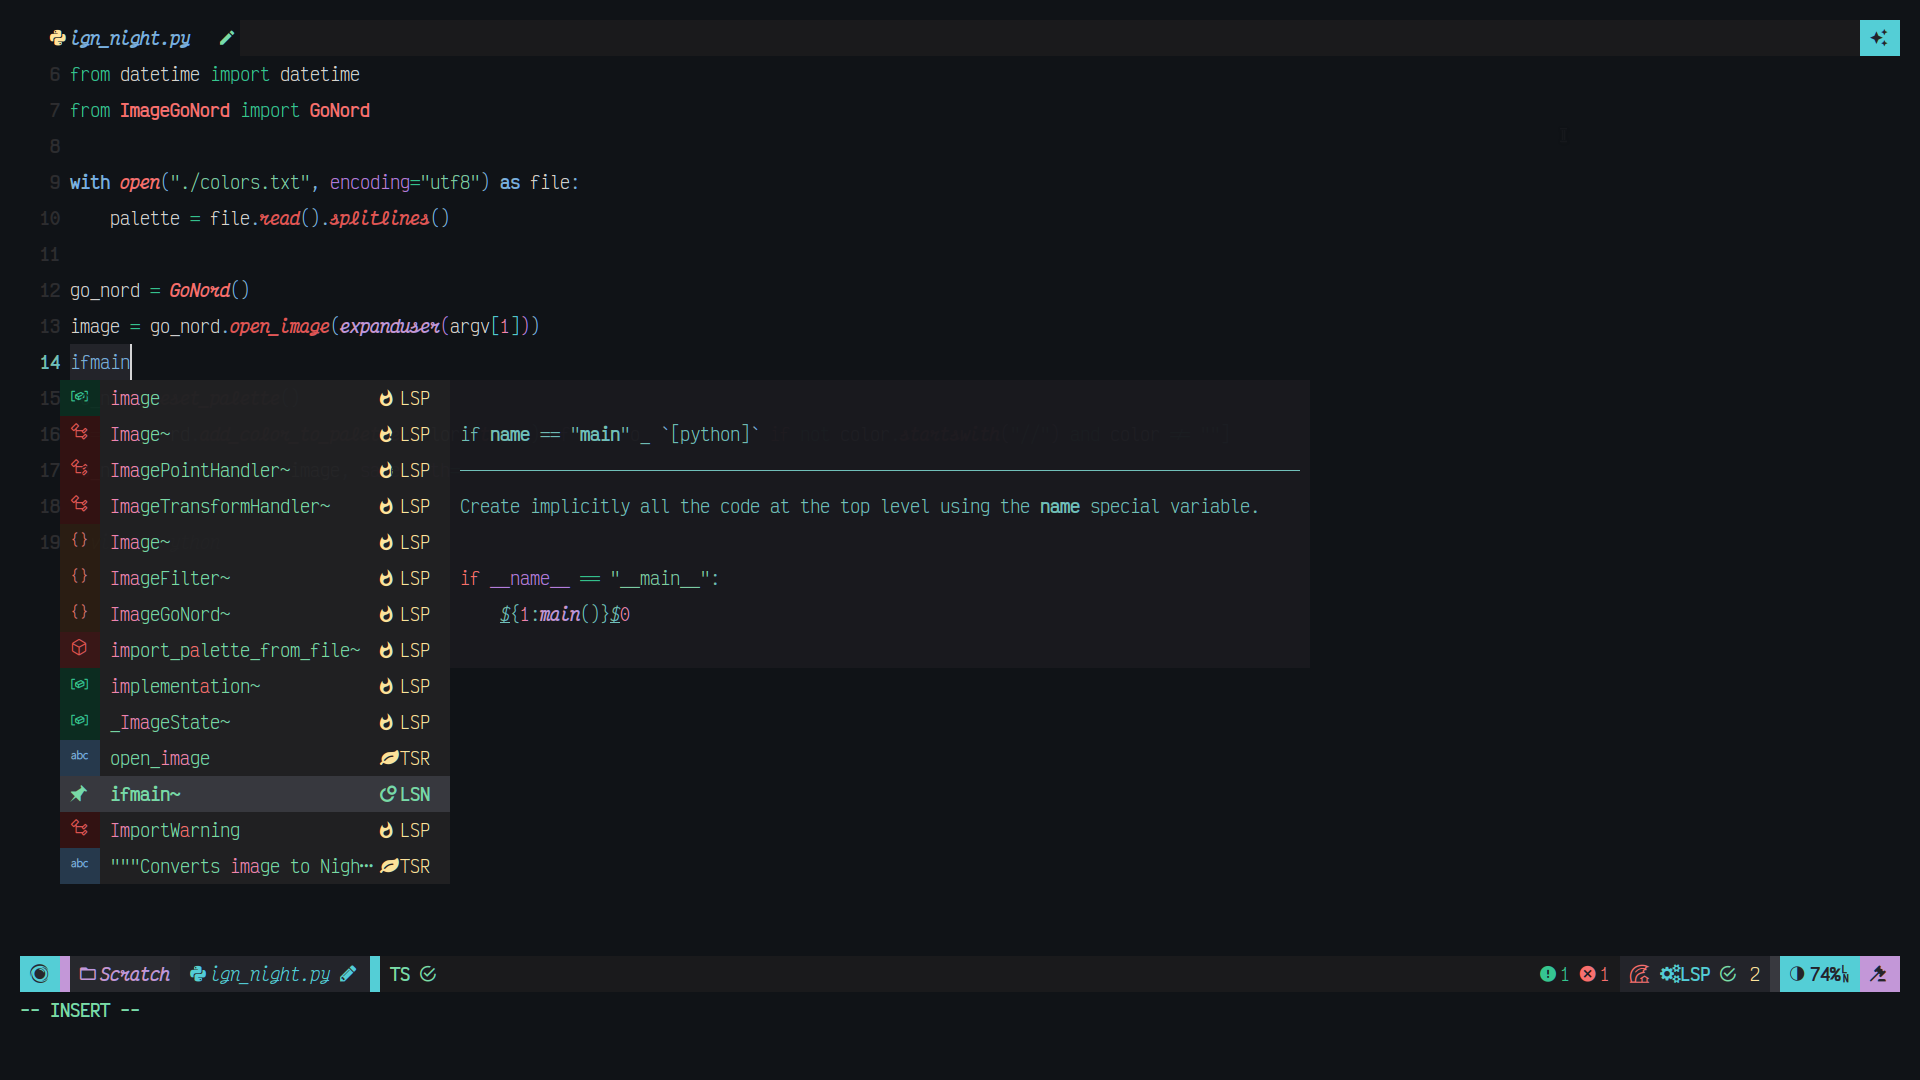 ign_night.py
6 from datetime import datetime
7 from ImageGoNord import GoNord
8
9 with open("./colors.txt", encoding="utf8") as file:
10     palette = file.read().splitlines()
11
12 go_nord = GoNord()
13 image = go_nord.open_image(expanduser(argv[1]))
14 ifmain
15 image LSP
16 Image~ LSP if name == "main" _ `[python]`
17 ImagePointHandler~ LSP
18 ImageTransformHandler~ LSP Create implicitly all the code at the top level using the name special variable.
19 {} Image~ LSP
{} ImageFilter~ LSP if __name__ == "__main__":
{} ImageGoNord~ LSP ${1:main()}$0
import_palette_from_file~ LSP
implementation~ LSP
_ImageState~ LSP
abc open_image TSR
ifmain~ LSN
ImportWarning LSP
abc """Converts image to Nigh… TSR
Scratch ign_night.py TS 1 1 LSP 2 74% LN
-- INSERT --